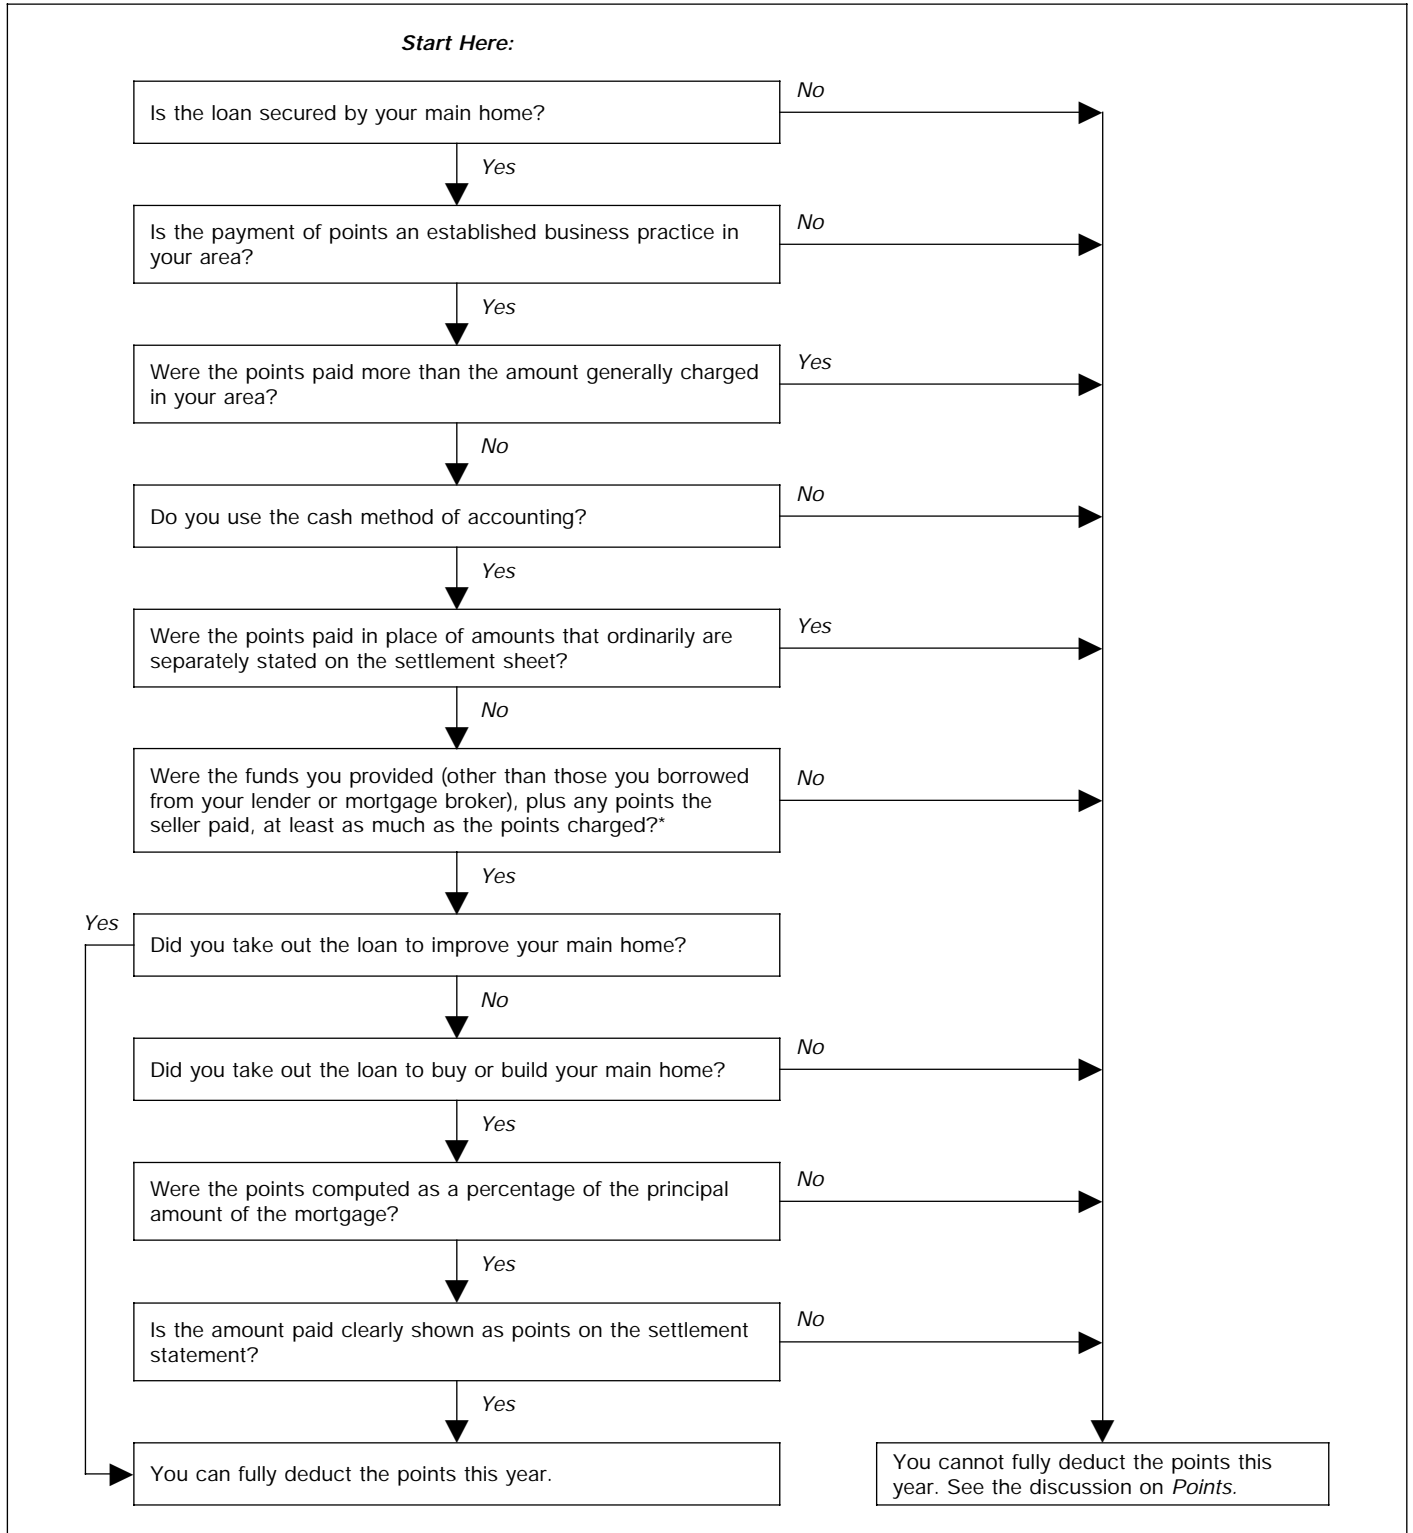 Start Here:
Is the loan secured by your main home?
No
Yes
Is the payment of points an established business practice in
your area?
No
Yes
Were the points paid more than the amount generally charged
in your area?
Yes
No
Do you use the cash method of accounting?
No
Yes
Were the points paid in place of amounts that ordinarily are
separately stated on the settlement sheet?
Yes
No
Were the funds you provided (other than those you borrowed
from your lender or mortgage broker), plus any points the
seller paid, at least as much as the points charged?*
No
Yes
Yes
Did you take out the loan to improve your main home?
No
Did you take out the loan to buy or build your main home?
No
Yes
Were the points computed as a percentage of the principal
amount of the mortgage?
No
Yes
Is the amount paid clearly shown as points on the settlement
statement?
No
Yes
You can fully deduct the points this year.
You cannot fully deduct the points this
year. See the discussion on Points.